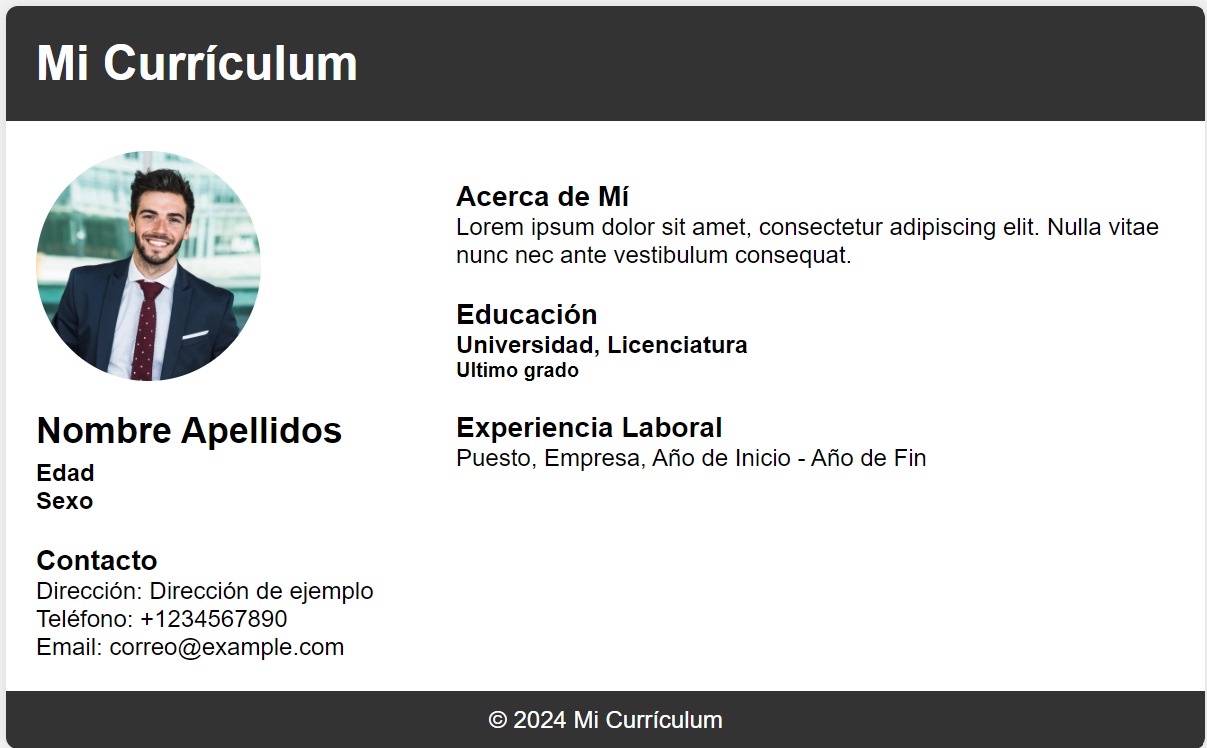 Mi Currículum
Nombre Apellidos
Edad
Sexo
Contacto
Dirección: Dirección de ejemplo
Teléfono: +1234567890
Email: correo@example.com
Acerca de Mí
Lorem ipsum dolor sit amet, consectetur adipiscing elit. Nulla vitae
nunc nec ante vestibulum consequat.
Educación
Universidad, Licenciatura
Ultimo grado
Experiencia Laboral
Puesto, Empresa, Año de Inicio - Año de Fin
© 2024 Mi Currículum